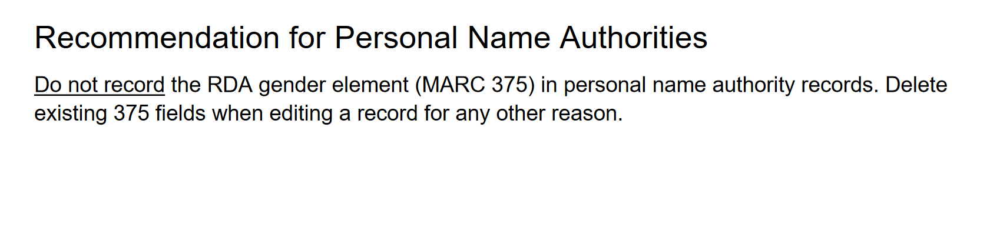 Recommendation for Personal Name Authorities
Do not record the RDA gender element (MARC 375) in personal name authority records. Delete
existing 375 fields when editing a record for any other reason.